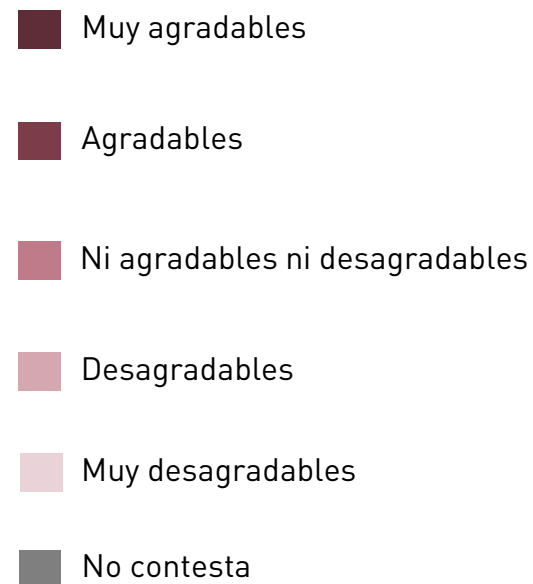 Muy agradables
Agradables
Ni agradables ni desagradables
Desagradables
Muy desagradables
No contesta